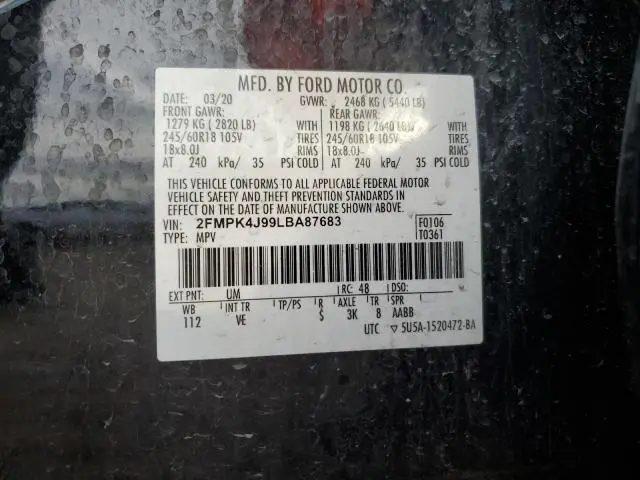 MFD. BY FORD MOTOR CO.
DATE: 03/20 GVWR: 2468 KG (5440 LB)
FRONT GAWR: REAR GAWR:
1279 KG (2820 LB) WITH 1198 KG (2640 LB) WITH
245/60R18 105V TIRES 245/60R18 105V TIRES
18x8.0J RIMS 18x8.0J RIMS
AT 240 kPa/ 35 PSI COLD AT 240 kPa/ 35 PSI COLD
THIS VEHICLE CONFORMS TO ALL APPLICABLE FEDERAL MOTOR
VEHICLE SAFETY AND THEFT PREVENTION STANDARDS IN
EFFECT ON THE DATE OF MANUFACTURE SHOWN ABOVE.
VIN: 2FMPK4J99LBA87683 F0106
TYPE: MPV T0361
EXT PNT: UM RC: 48 DSO:
WB INT TR TP/PS R AXLE TR SPR
112 VE $ 3K 8 AABB
UTC ▽ 5U5A-1520472-BA